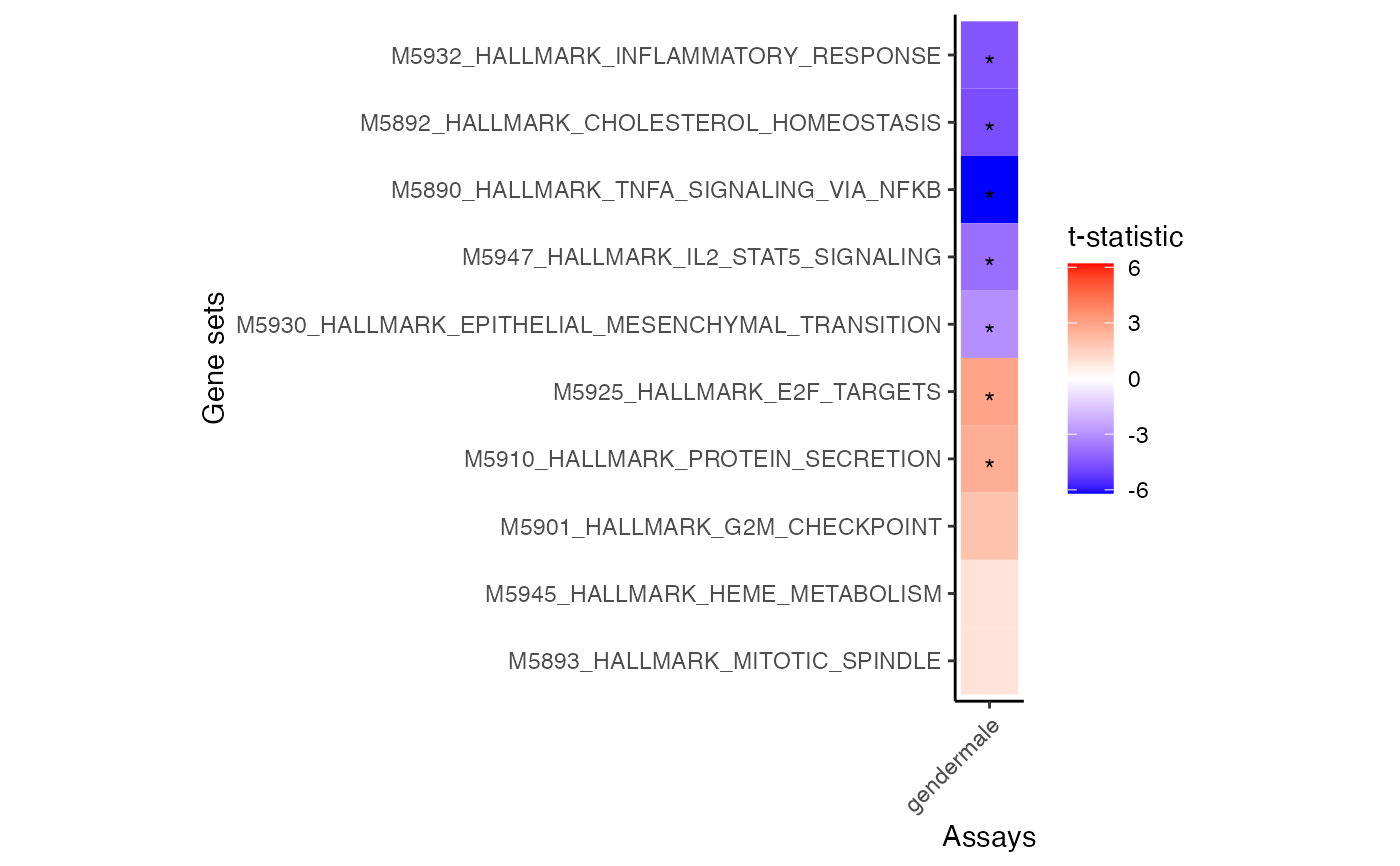 M5932_HALLMARK_INFLAMMATORY_RESPONSE
*
M5892_HALLMARK_CHOLESTEROL_HOMEOSTASIS
*
M5890_HALLMARK_TNFA_SIGNALING_VIA_NFKB
*
M5947_HALLMARK_IL2_STAT5_SIGNALING
*
M5930_HALLMARK_EPITHELIAL_MESENCHYMAL_TRANSITION
*
M5925_HALLMARK_E2F_TARGETS
*
M5910_HALLMARK_PROTEIN_SECRETION
*
M5901_HALLMARK_G2M_CHECKPOINT
M5945_HALLMARK_HEME_METABOLISM
M5893_HALLMARK_MITOTIC_SPINDLE
Gene sets
gendermale
Assays
t-statistic
6
3
0
-3
-6